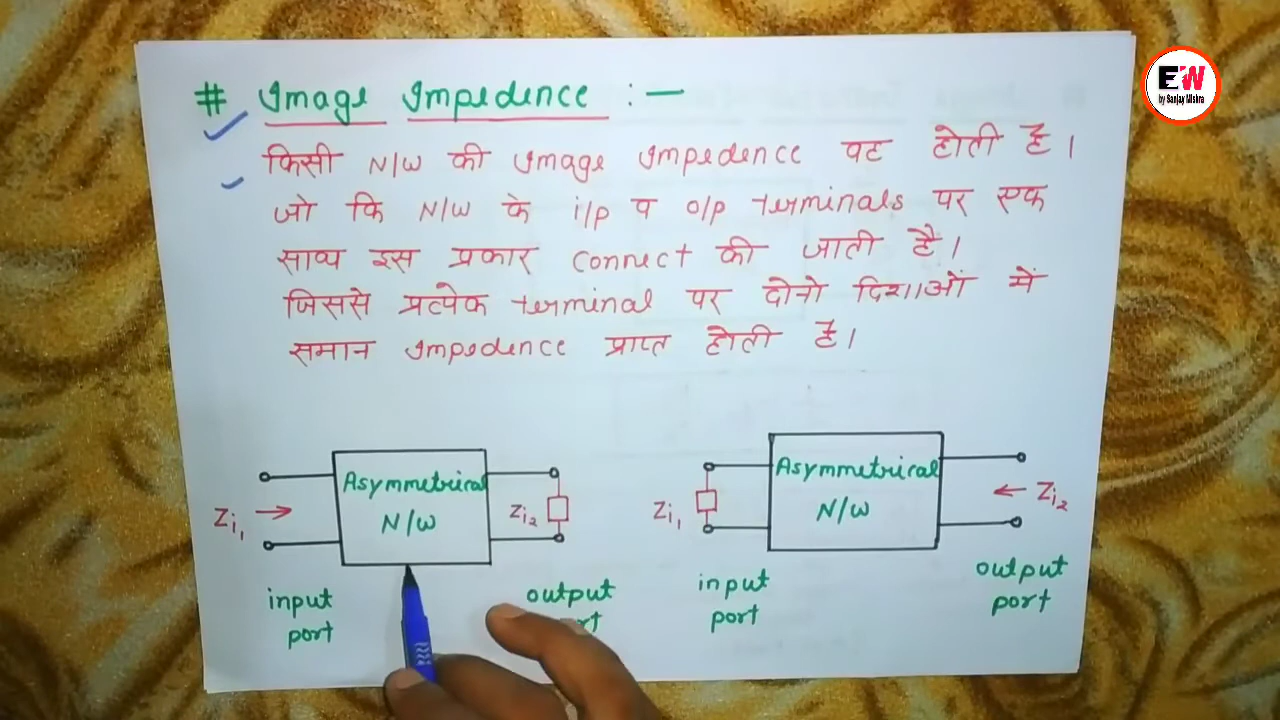 # Image Impedence :—
किसी N/W की Image Impedence वह होती है।
जो कि N/W के i/p व o/p terminals पर एक
साथ इस प्रकार connect की जाती है।
जिससे प्रत्येक terminal पर दोनो दिशाओं में
समान Impedence प्राप्त होती है।
Asymmetrical
N/W
Zi₁ →
Zi₂
input
port
output
rt
Asymmetrical
N/W
Zi₁
← Zi₂
input
port
output
port
EW
by Sanjay Mishra